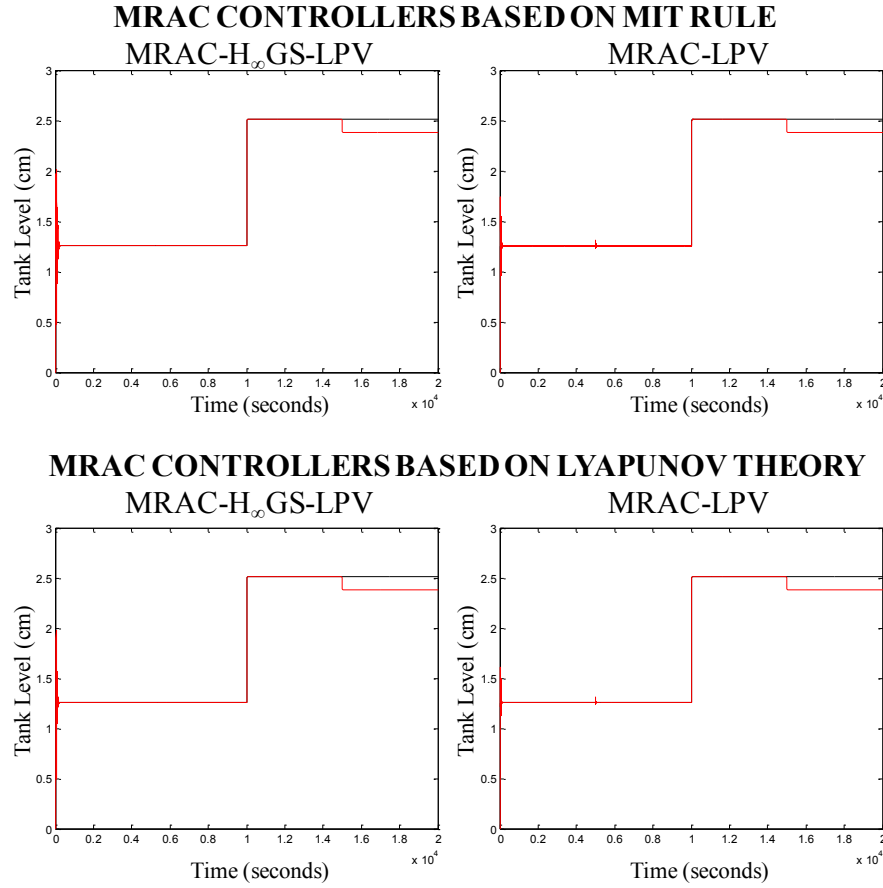 MRAC CONTROLLERS BASED ON MIT RULE
MRAC-H∞GS-LPV
MRAC-LPV
Tank Level (cm)
3
2.5
2
1.5
1
0.5
0
0 0.2 0.4 0.6 0.8 1 1.2 1.4 1.6 1.8 2
x 10⁴
Time (seconds)
Tank Level (cm)
3
2.5
2
1.5
1
0.5
0
0 0.2 0.4 0.6 0.8 1 1.2 1.4 1.6 1.8 2
x 10⁴
Time (seconds)
MRAC CONTROLLERS BASED ON LYAPUNOV THEORY
MRAC-H∞GS-LPV
MRAC-LPV
Tank Level (cm)
3
2.5
2
1.5
1
0.5
0
0 0.2 0.4 0.6 0.8 1 1.2 1.4 1.6 1.8 2
x 10⁴
Time (seconds)
Tank Level (cm)
3
2.5
2
1.5
1
0.5
0
0 0.2 0.4 0.6 0.8 1 1.2 1.4 1.6 1.8 2
x 10⁴
Time (seconds)